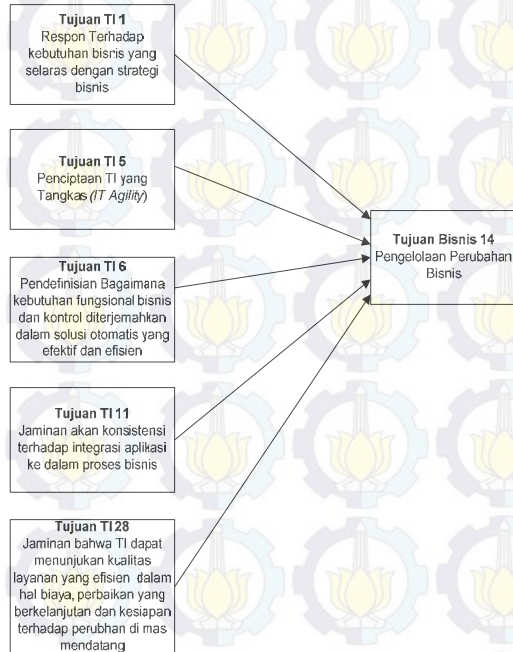 Tujuan TI 1
Respon Terhadap
kebutuhan bisnis yang
selaras dengan strategi
bisnis
Tujuan TI 5
Penciptaan TI yang
Tangkas (IT Agility)
Tujuan Bisnis 14
Pengelolaan Perubahan
Bisnis
Tujuan TI 6
Pendefinisian Bagaimana
kebutuhan fungsional bisnis
dan kontrol diterjemahkan
dalam solusi otomatis yang
efektif dan efisien
Tujuan TI 11
Jaminan akan konsistensi
terhadap integrasi aplikasi
ke dalam proses bisnis
Tujuan TI 28
Jaminan bahwa TI dapat
menunjukan kualitas
layanan yang efisien dalam
hal biaya, perbaikan yang
berkelanjutan dan kesiapan
terhadap perubhan di mas
mendatang